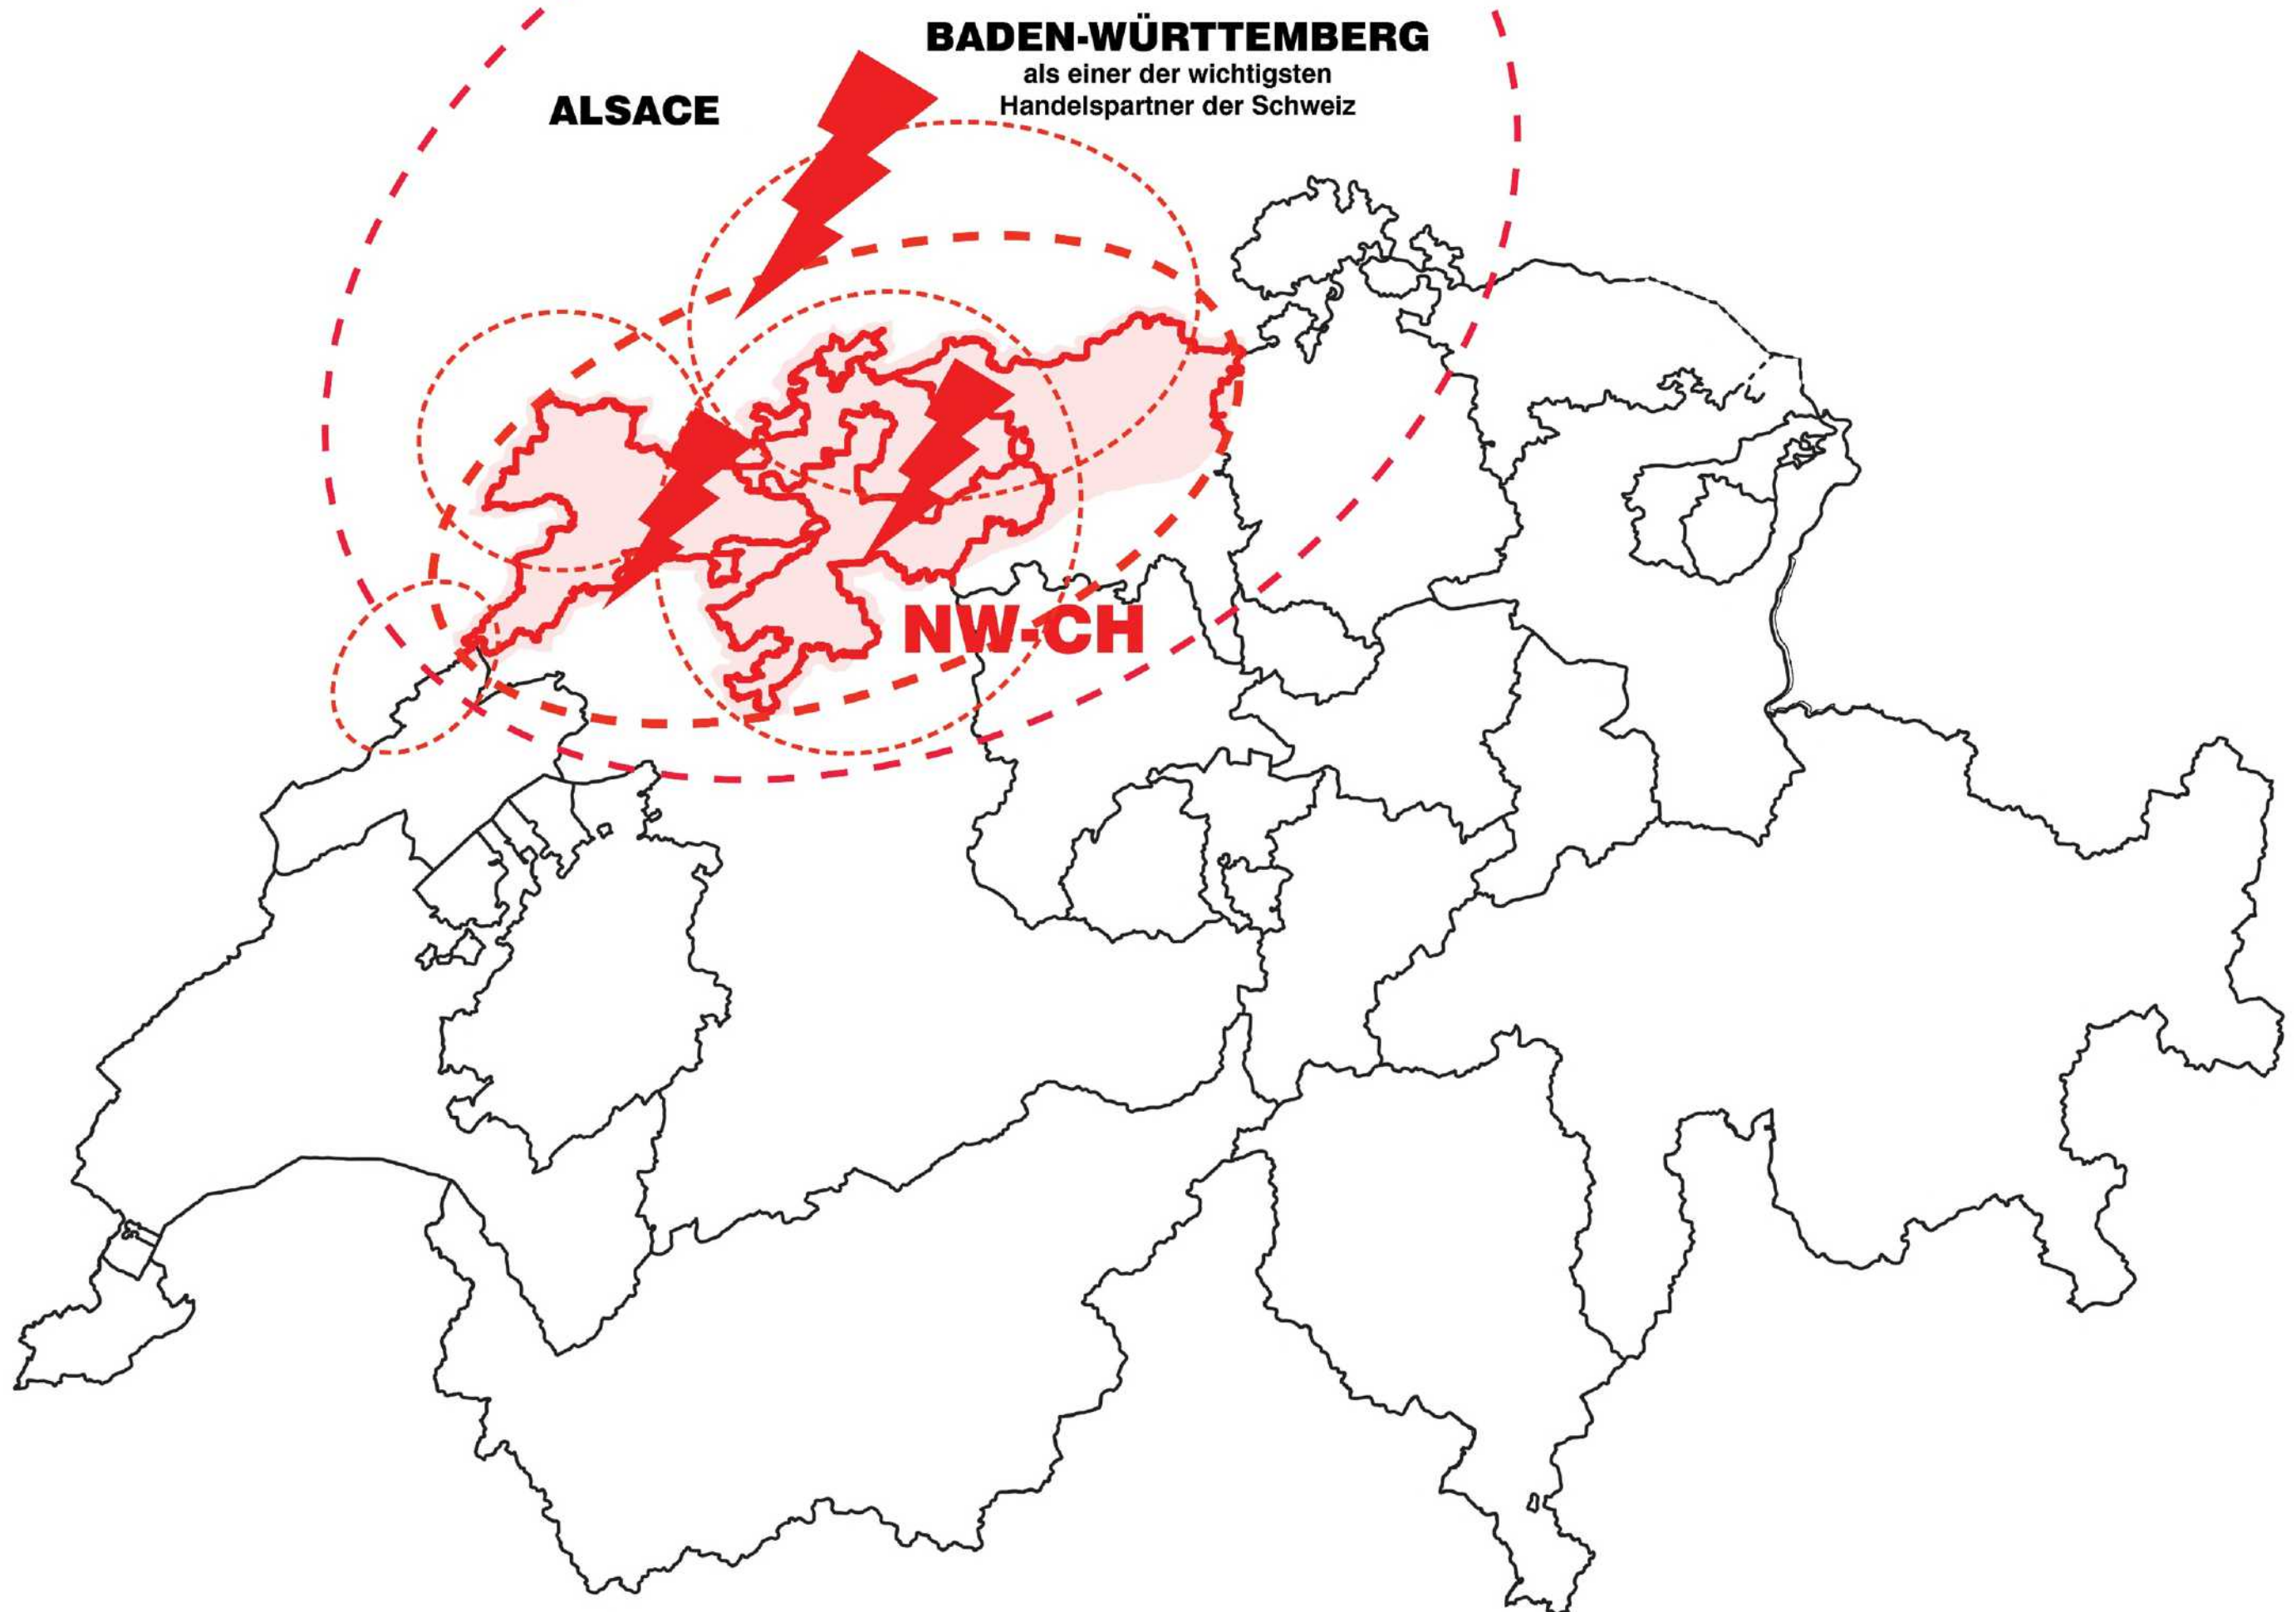 BADEN-WÜRTTEMBERG
als einer der wichtigsten
Handelspartner der Schweiz
ALSACE
NW-CH